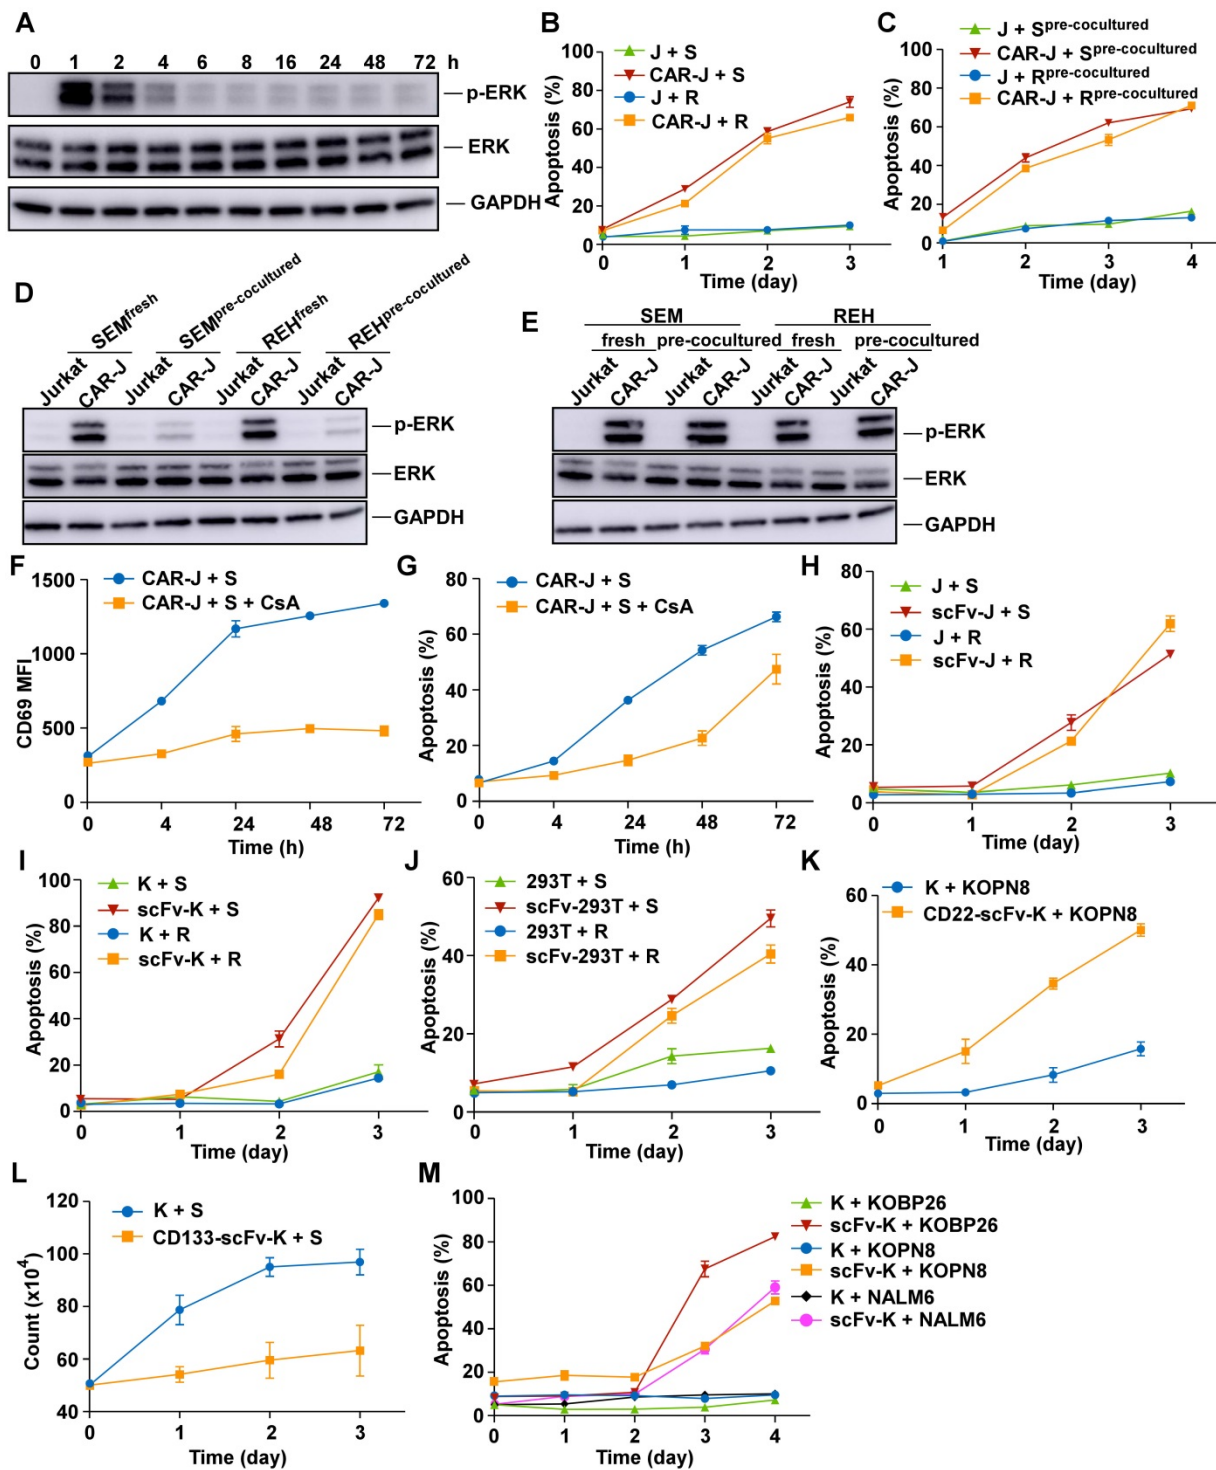 A
0 1 2 4 6 8 16 24 48 72 h
p-ERK
ERK
GAPDH
B
J + S
CAR-J + S
J + R
CAR-J + R
Apoptosis (%)
100
80
60
40
20
0
0 1 2 3
Time (day)
C
J + Spre-cocultured
CAR-J + Spre-cocultured
J + Rpre-cocultured
CAR-J + Rpre-cocultured
Apoptosis (%)
100
80
60
40
20
0
1 2 3 4
Time (day)
D
SEMfresh SEMpre-cocultured REHfresh REHpre-cocultured
Jurkat CAR-J Jurkat CAR-J Jurkat CAR-J Jurkat CAR-J
p-ERK
ERK
GAPDH
E
SEM REH
fresh pre-cocultured fresh pre-cocultured
Jurkat CAR-J Jurkat CAR-J Jurkat CAR-J Jurkat CAR-J
p-ERK
ERK
GAPDH
F
CAR-J + S
CAR-J + S + CsA
CD69 MFI
1500
1000
500
0
0 4 24 48 72
Time (h)
G
CAR-J + S
CAR-J + S + CsA
Apoptosis (%)
80
60
40
20
0
0 4 24 48 72
Time (h)
H
J + S
scFv-J + S
J + R
scFv-J + R
Apoptosis (%)
80
60
40
20
0
0 1 2 3
Time (day)
I
K + S
scFv-K + S
K + R
scFv-K + R
Apoptosis (%)
100
80
60
40
20
0
0 1 2 3
Time (day)
J
293T + S
scFv-293T + S
293T + R
scFv-293T + R
Apoptosis (%)
60
40
20
0
0 1 2 3
Time (day)
K
K + KOPN8
CD22-scFv-K + KOPN8
Apoptosis (%)
60
40
20
0
0 1 2 3
Time (day)
L
K + S
CD133-scFv-K + S
Count (x10⁴)
120
100
80
60
40
0 1 2 3
Time (day)
M
K + KOBP26
scFv-K + KOBP26
K + KOPN8
scFv-K + KOPN8
K + NALM6
scFv-K + NALM6
Apoptosis (%)
100
80
60
40
20
0
0 1 2 3 4
Time (day)